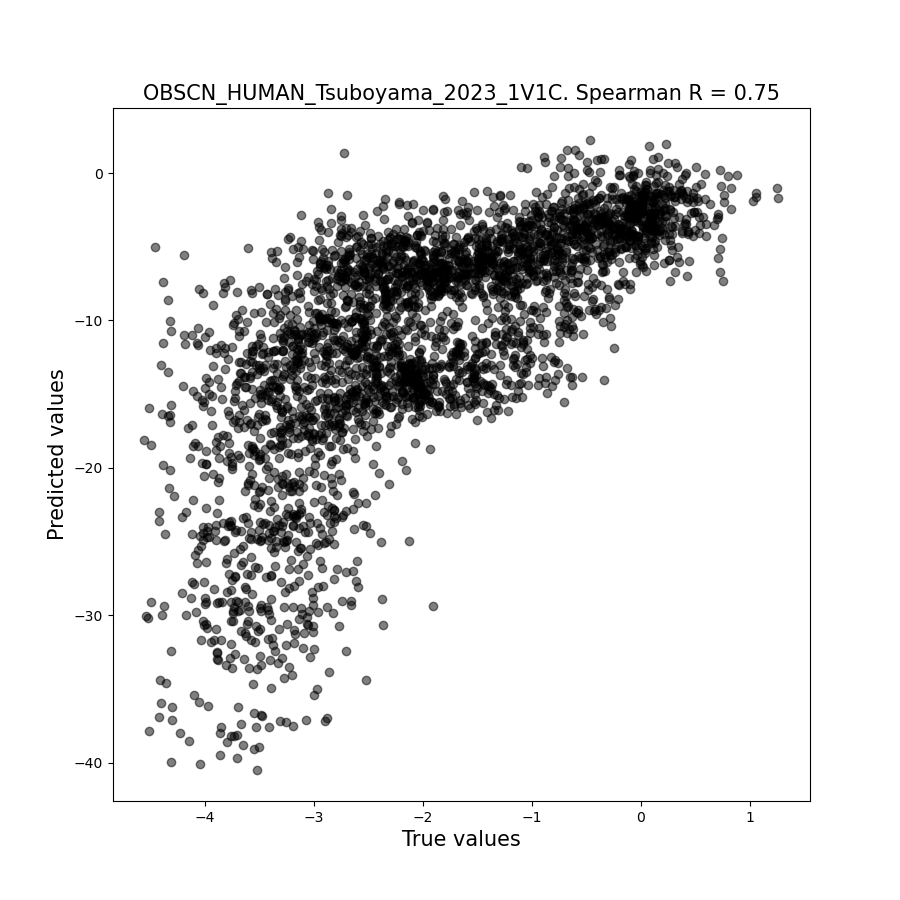 OBSCN_HUMAN_Tsuboyama_2023_1V1C. Spearman R = 0.75
0
−10
−20
−30
−40
Predicted values
−4 −3 −2 −1 0 1
True values